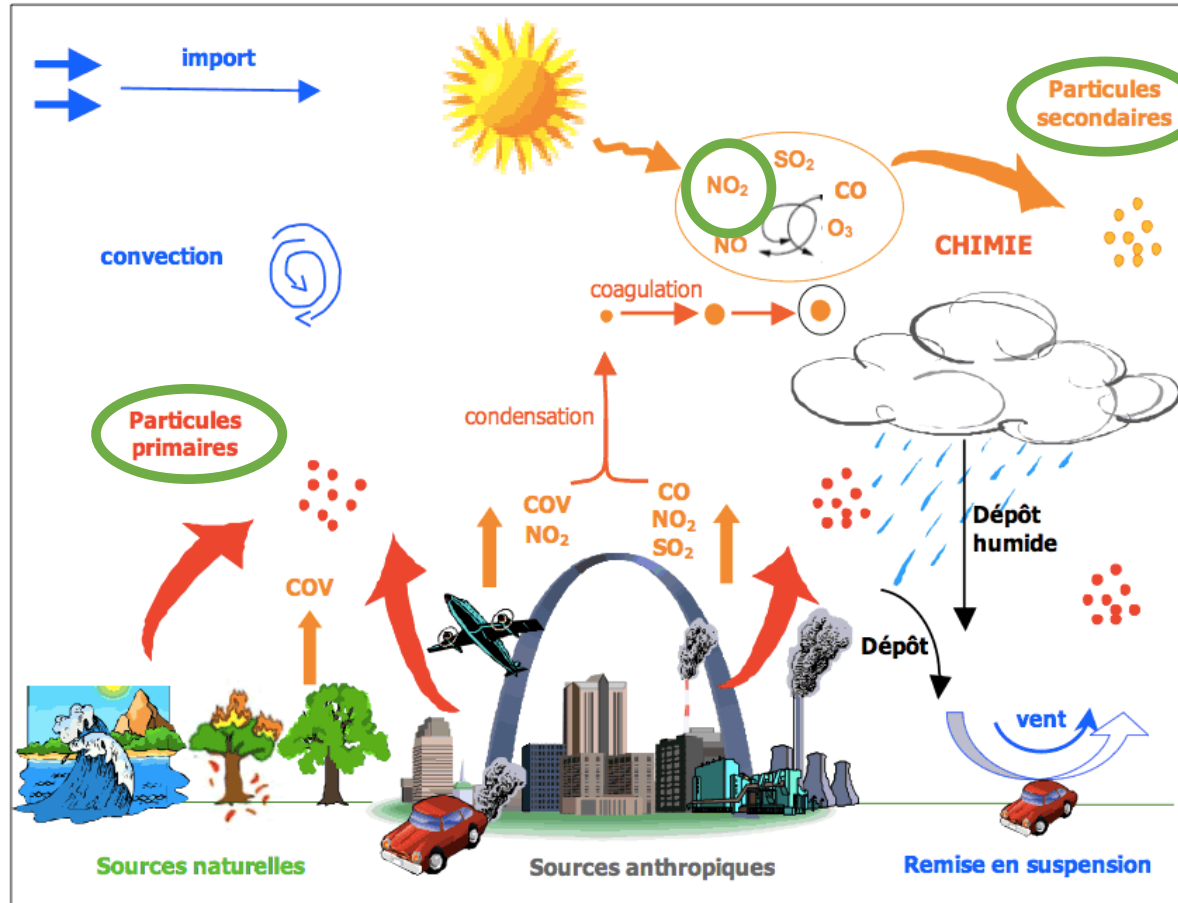 import
Particules
secondaires
SO₂
NO₂
CO
NO
O₃
convection
CHIMIE
coagulation
Particules
primaires
condensation
COV
NO₂
CO
NO₂
SO₂
Dépôt
humide
COV
Dépôt
vent
Sources naturelles
Sources anthropiques
Remise en suspension